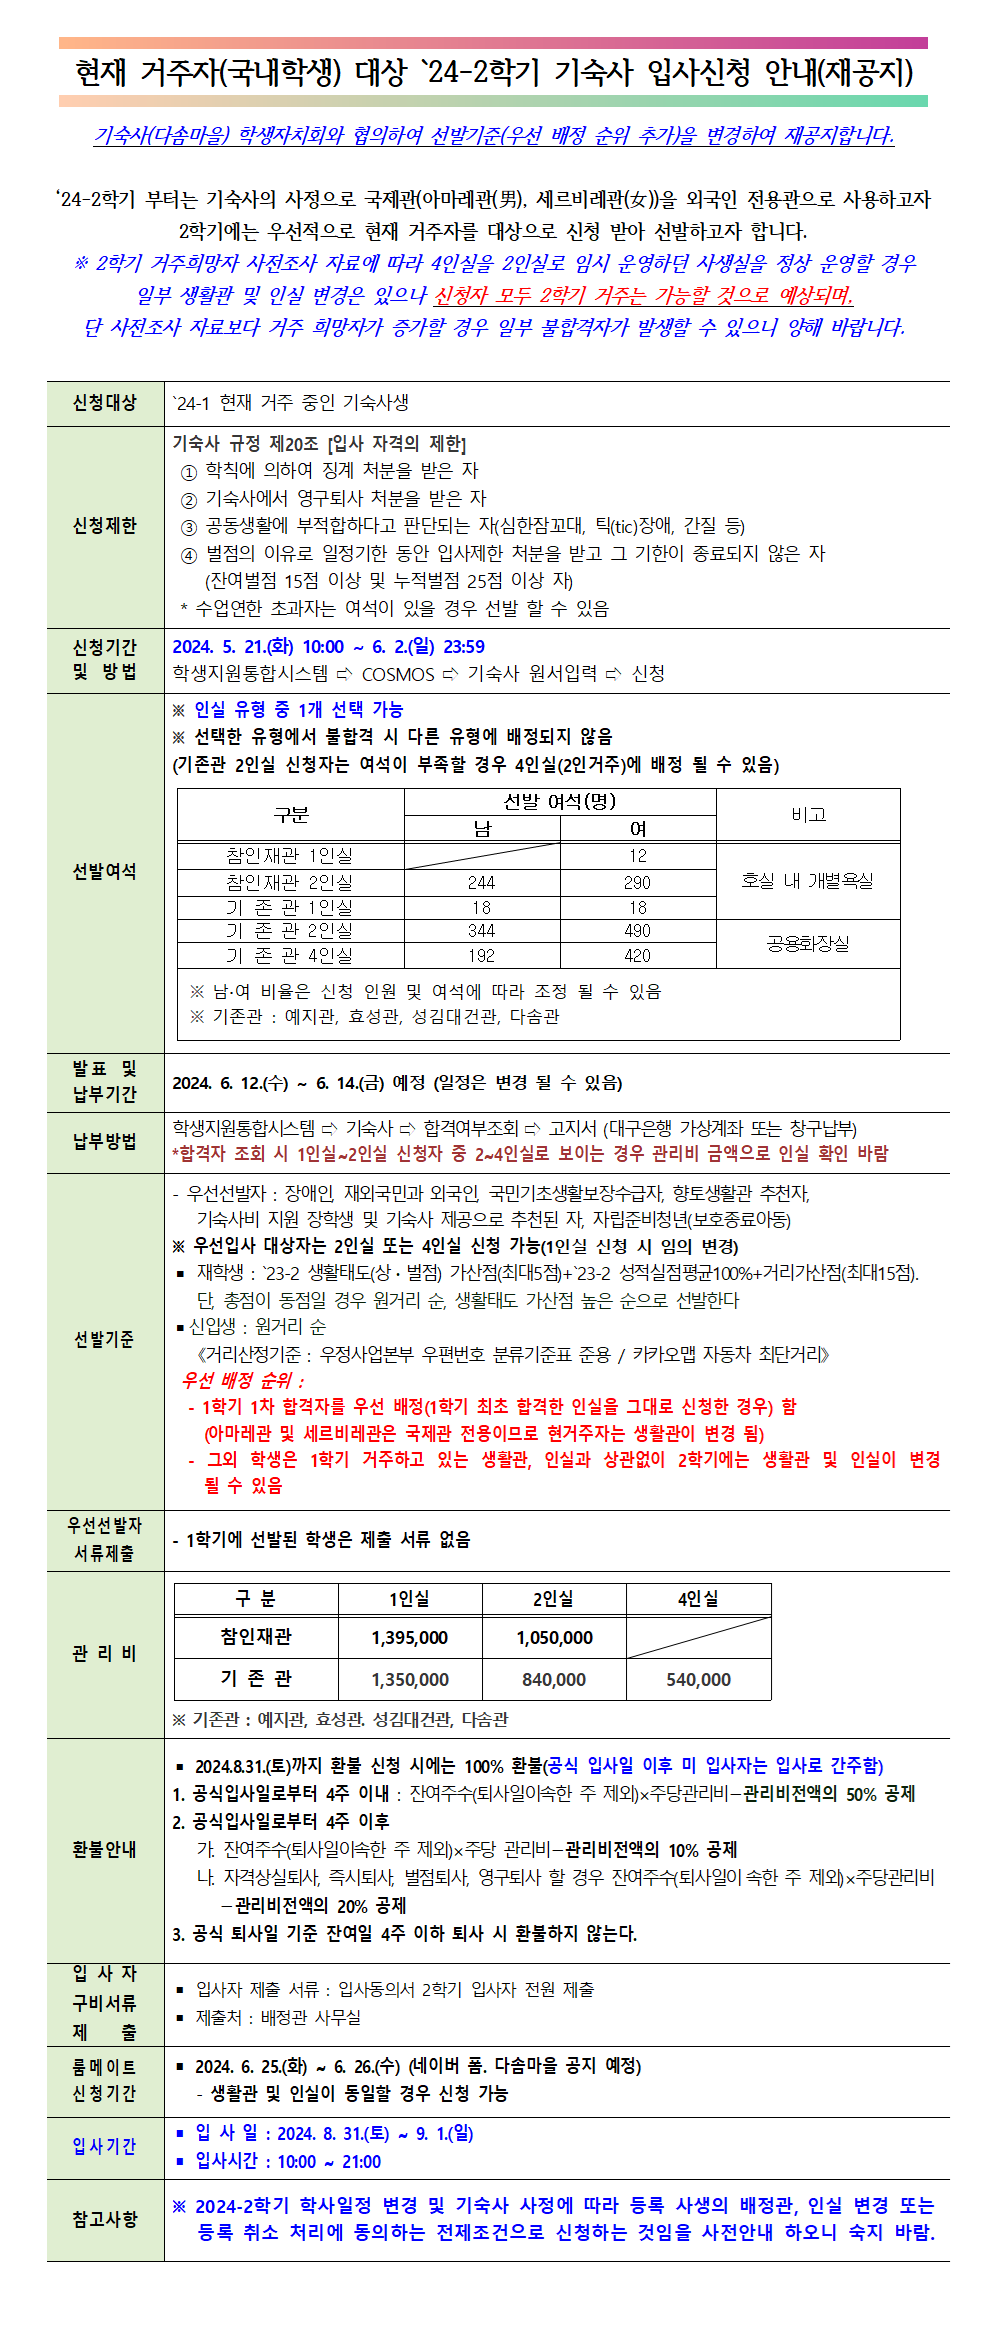 현재 거주자(국내학생) 대상 `24-2학기 기숙사 입사신청 안내(재공지)
기숙사(다솜마을) 학생자치회와 협의하여 선발기준(우선 배정 순위 추가)을 변경하여 재공지합니다.
‘24-2학기 부터는 기숙사의 사정으로 국제관(아마레관(男), 세르비레관(女))을 외국인 전용관으로 사용하고자
2학기에는 우선적으로 현재 거주자를 대상으로 신청 받아 선발하고자 합니다.
※ 2학기 거주희망자 사전조사 자료에 따라 4인실을 2인실로 임시 운영하던 사생실을 정상 운영할 경우
일부 생활관 및 인실 변경은 있으나 신청자 모두 2학기 거주는 가능할 것으로 예상되며,
단 사전조사 자료보다 거주 희망자가 증가할 경우 일부 불합격자가 발생할 수 있으니 양해 바랍니다.
신청대상
`24-1 현재 거주 중인 기숙사생
신청제한
기숙사 규정 제20조 [입사 자격의 제한]
① 학칙에 의하여 징계 처분을 받은 자
② 기숙사에서 영구퇴사 처분을 받은 자
③ 공동생활에 부적합하다고 판단되는 자(심한잠꼬대, 틱(tic)장애, 간질 등)
④ 벌점의 이유로 일정기한 동안 입사제한 처분을 받고 그 기한이 종료되지 않은 자
(잔여벌점 15점 이상 및 누적벌점 25점 이상 자)
* 수업연한 초과자는 여석이 있을 경우 선발 할 수 있음
신청기간
및 방법
2024. 5. 21.(화) 10:00 ~ 6. 2.(일) 23:59
학생지원통합시스템 ⇨ COSMOS ⇨ 기숙사 원서입력 ⇨ 신청
선발여석
※ 인실 유형 중 1개 선택 가능
※ 선택한 유형에서 불합격 시 다른 유형에 배정되지 않음
(기존관 2인실 신청자는 여석이 부족할 경우 4인실(2인거주)에 배정 될 수 있음)
구분 선발 여석(명) 비고
남 여
참인재관 1인실 12
참인재관 2인실 244 290 호실 내 개별욕실
기 존 관 1인실 18 18
기 존 관 2인실 344 490
공용화장실
기 존 관 4인실 192 420
※ 남·여 비율은 신청 인원 및 여석에 따라 조정 될 수 있음
※ 기존관 : 예지관, 효성관, 성김대건관, 다솜관
발표 및
납부기간
2024. 6. 12.(수) ~ 6. 14.(금) 예정 (일정은 변경 될 수 있음)
납부방법
학생지원통합시스템 ⇨ 기숙사 ⇨ 합격여부조회 ⇨ 고지서 (대구은행 가상계좌 또는 창구납부)
*합격자 조회 시 1인실~2인실 신청자 중 2~4인실로 보이는 경우 관리비 금액으로 인실 확인 바람
선발기준
- 우선선발자 : 장애인, 재외국민과 외국인, 국민기초생활보장수급자, 향토생활관 추천자,
기숙사비 지원 장학생 및 기숙사 제공으로 추천된 자, 자립준비청년(보호종료아동)
※ 우선입사 대상자는 2인실 또는 4인실 신청 가능(1인실 신청 시 임의 변경)
▪ 재학생 : `23-2 생활태도(상·벌점) 가산점(최대5점)+`23-2 성적실점평균100%+거리가산점(최대15점).
단, 총점이 동점일 경우 원거리 순, 생활태도 가산점 높은 순으로 선발한다
▪신입생 : 원거리 순
《거리산정기준 : 우정사업본부 우편번호 분류기준표 준용 / 카카오맵 자동차 최단거리》
우선 배정 순위 :
- 1학기 1차 합격자를 우선 배정(1학기 최초 합격한 인실을 그대로 신청한 경우) 함
(아마레관 및 세르비레관은 국제관 전용이므로 현거주자는 생활관이 변경 됨)
- 그외 학생은 1학기 거주하고 있는 생활관, 인실과 상관없이 2학기에는 생활관 및 인실이 변경
될 수 있음
우선선발자
서류제출
- 1학기에 선발된 학생은 제출 서류 없음
관 리 비
구 분 1인실 2인실 4인실
참인재관 1,395,000 1,050,000
기 존 관 1,350,000 840,000 540,000
※ 기존관 : 예지관, 효성관. 성김대건관, 다솜관
환불안내
▪ 2024.8.31.(토)까지 환불 신청 시에는 100% 환불(공식 입사일 이후 미 입사자는 입사로 간주함)
1. 공식입사일로부터 4주 이내 : 잔여주수(퇴사일이속한 주 제외)×주당관리비–관리비전액의 50% 공제
2. 공식입사일로부터 4주 이후
가. 잔여주수(퇴사일이속한 주 제외)×주당 관리비–관리비전액의 10% 공제
나. 자격상실퇴사, 즉시퇴사, 벌점퇴사, 영구퇴사 할 경우 잔여주수(퇴사일이 속한 주 제외)×주당관리비
–관리비전액의 20% 공제
3. 공식 퇴사일 기준 잔여일 4주 이하 퇴사 시 환불하지 않는다.
입 사 자
구비서류
제 출
▪ 입사자 제출 서류 : 입사동의서 2학기 입사자 전원 제출
▪ 제출처 : 배정관 사무실
룸메이트
신청기간
▪ 2024. 6. 25.(화) ~ 6. 26.(수) (네이버 폼. 다솜마을 공지 예정)
- 생활관 및 인실이 동일할 경우 신청 가능
입사기간
▪ 입 사 일 : 2024. 8. 31.(토) ~ 9. 1.(일)
▪ 입사시간 : 10:00 ~ 21:00
참고사항
※ 2024-2학기 학사일정 변경 및 기숙사 사정에 따라 등록 사생의 배정관, 인실 변경 또는
등록 취소 처리에 동의하는 전제조건으로 신청하는 것임을 사전안내 하오니 숙지 바람.